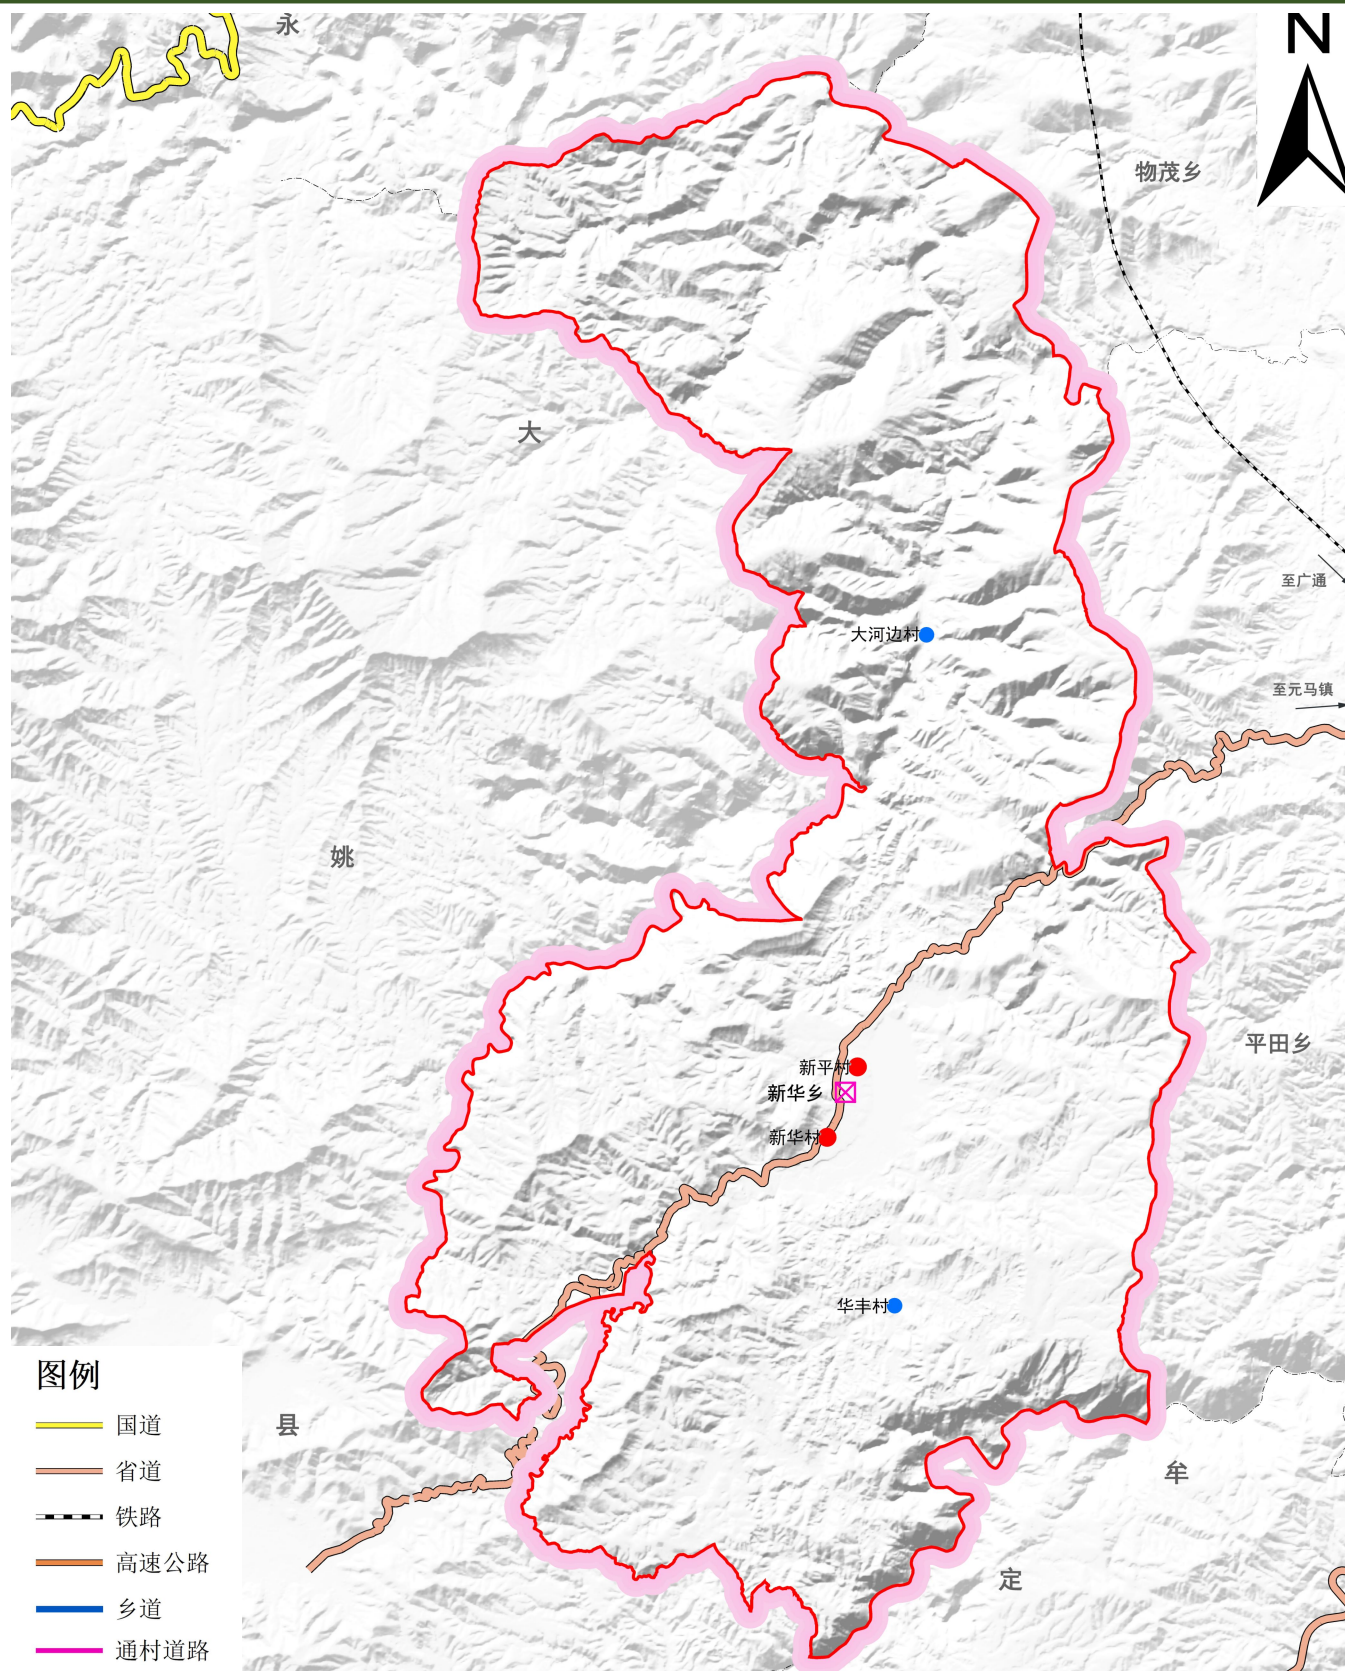 永
N
物茂乡
大
至广通
大河边村
至元马镇
姚
平田乡
新平村
新华乡
新华村
华丰村
图例
县
国道
省道
牟
铁路
高速公路
定
乡道
通村道路